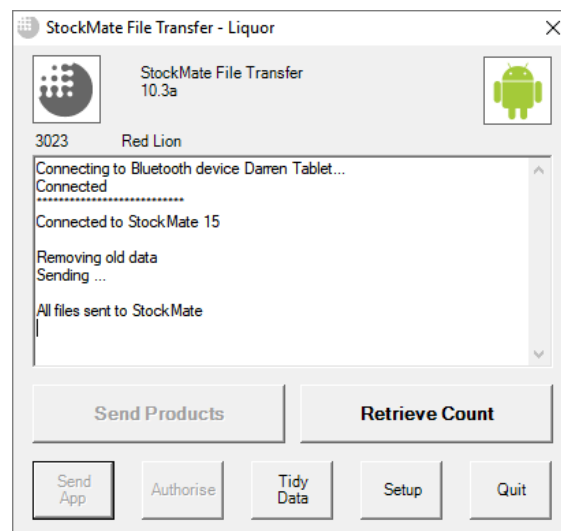 StockMate File Transfer - Liquor
StockMate File Transfer
10.3a
3023 Red Lion
Connecting to Bluetooth device Darren Tablet...
Connected
****************************
Connected to StockMate 15
Removing old data
Sending ...
All files sent to StockMate
Send Products
Retrieve Count
Send
App
Authorise
Tidy
Data
Setup
Quit